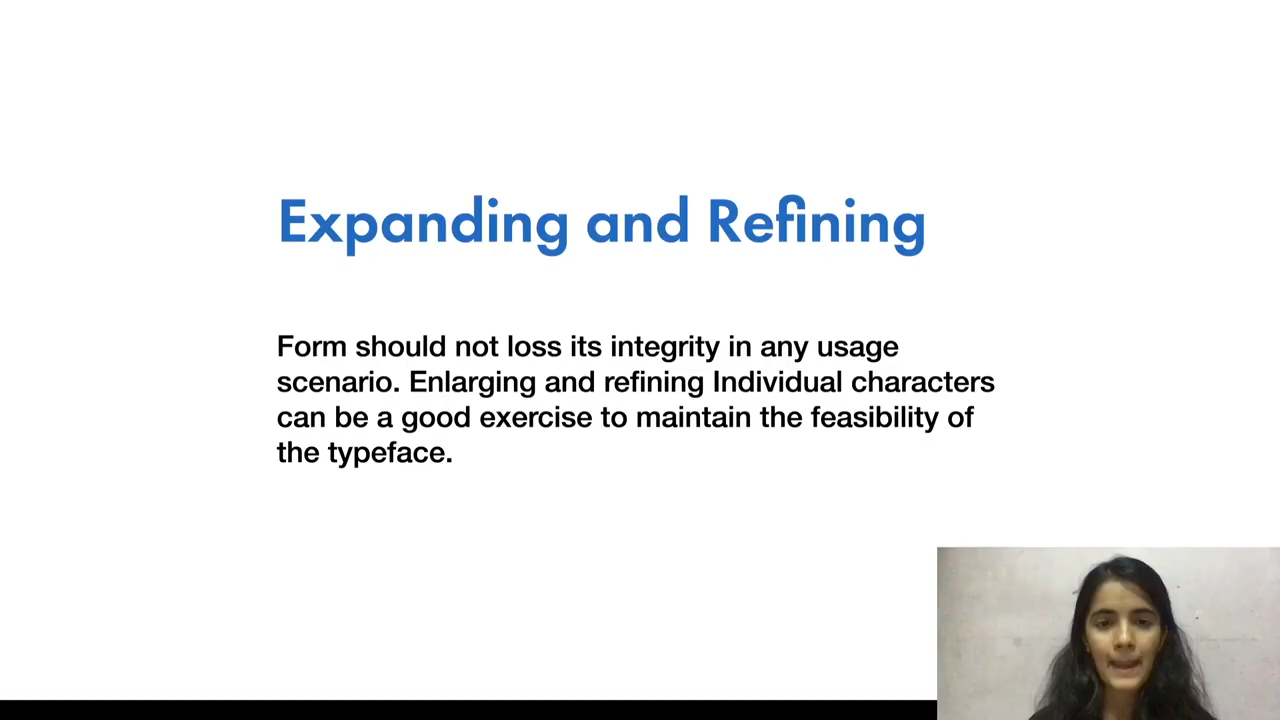 Expanding and Refining
Form should not loss its integrity in any usage
scenario. Enlarging and refining Individual characters
can be a good exercise to maintain the feasibility of
the typeface.